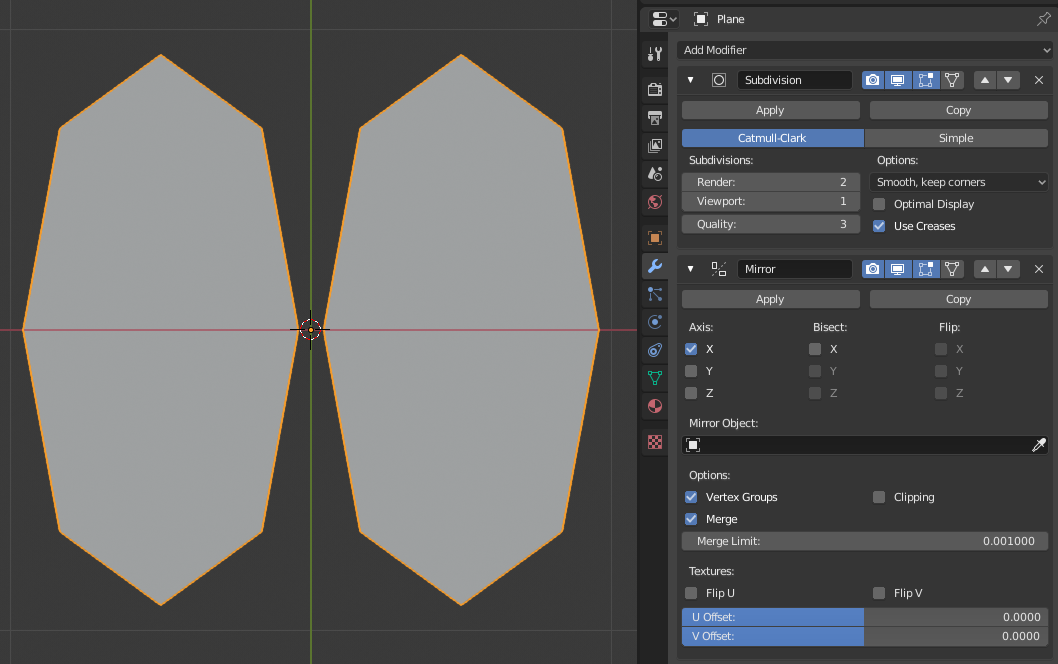 Plane
Add Modifier
Subdivision
Apply Copy
Catmull-Clark Simple
Subdivisions: Options:
Render: 2 Smooth, keep corners
Viewport: 1 Optimal Display
Quality: 3 Use Creases
Mirror
Apply Copy
Axis: Bisect: Flip:
X X X
Y Y Y
Z Z Z
Mirror Object:
Options:
Vertex Groups Clipping
Merge
Merge Limit: 0.001000
Textures:
Flip U Flip V
U Offset: 0.0000
V Offset: 0.0000